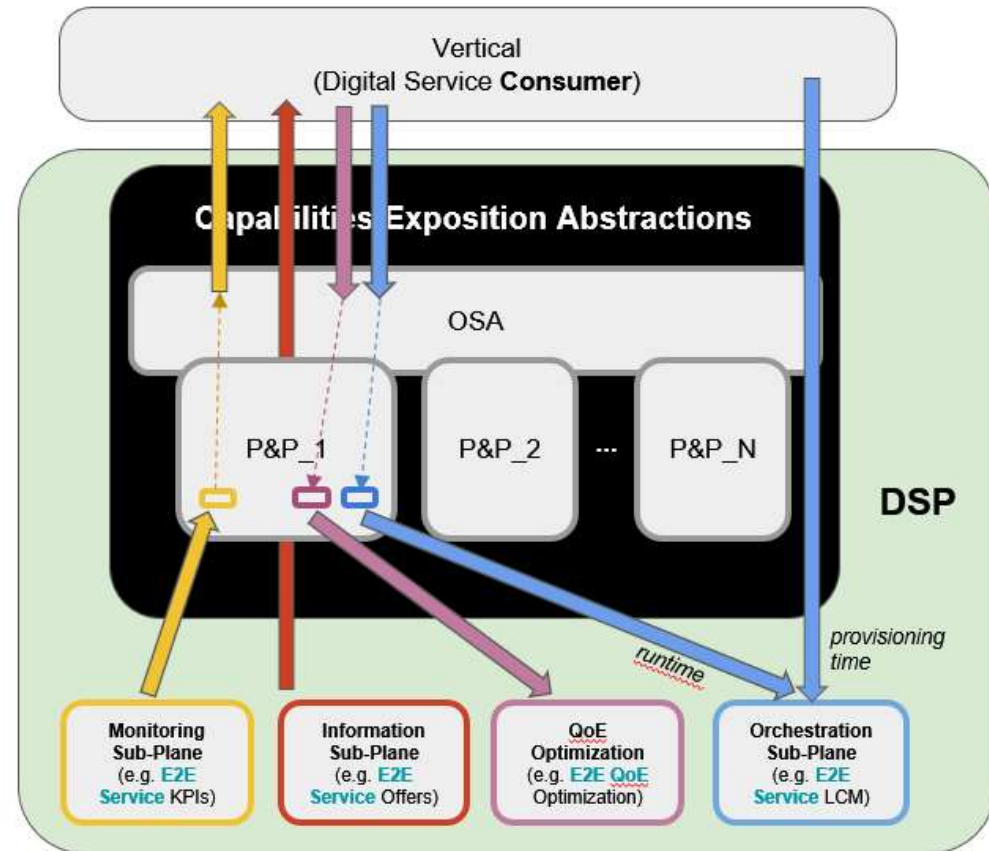 Vertical
(Digital Service Consumer)
Capabilities Exposition Abstractions
OSA
P&P_1
P&P_2
...
P&P_N
DSP
runtime
provisioning
time
Monitoring
Sub-Plane
(e.g. E2E
Service KPIs)
Information
Sub-Plane
(e.g. E2E
Service Offers)
QoE
Optimization
(e.g. E2E QoE
Optimization)
Orchestration
Sub-Plane
(e.g. E2E
Service LCM)